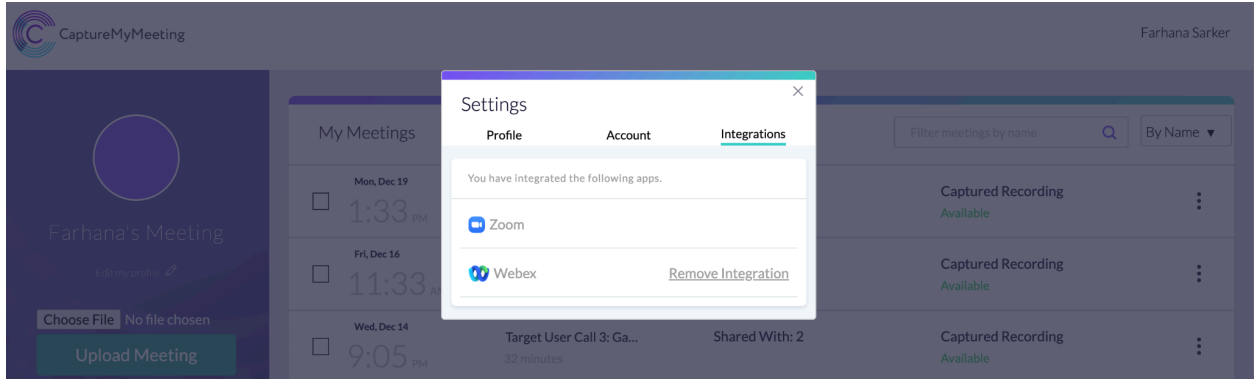 CaptureMyMeeting
Farhana Sarker
Settings
Profile Account Integrations
You have integrated the following apps.
Zoom
Webex Remove Integration
My Meetings
Filter meetings by name
By Name ▼
Farhana's Meeting
Edit my profile
Choose File No file chosen
Upload Meeting
Mon, Dec 19
1:33 PM
Captured Recording
Available
Fri, Dec 16
11:33 AM
Captured Recording
Available
Wed, Dec 14
9:05 PM
Target User Call 3: Ga...
32 minutes
Shared With: 2
Captured Recording
Available